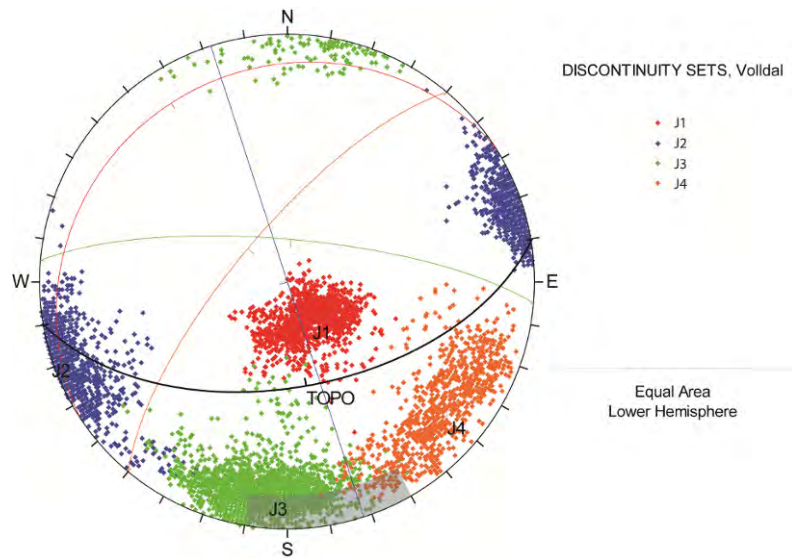 N
DISCONTINUITY SETS, Volldal
J1
J2
J3
J4
W
E
J1
J2
TOPO
J4
J3
S
Equal Area
Lower Hemisphere